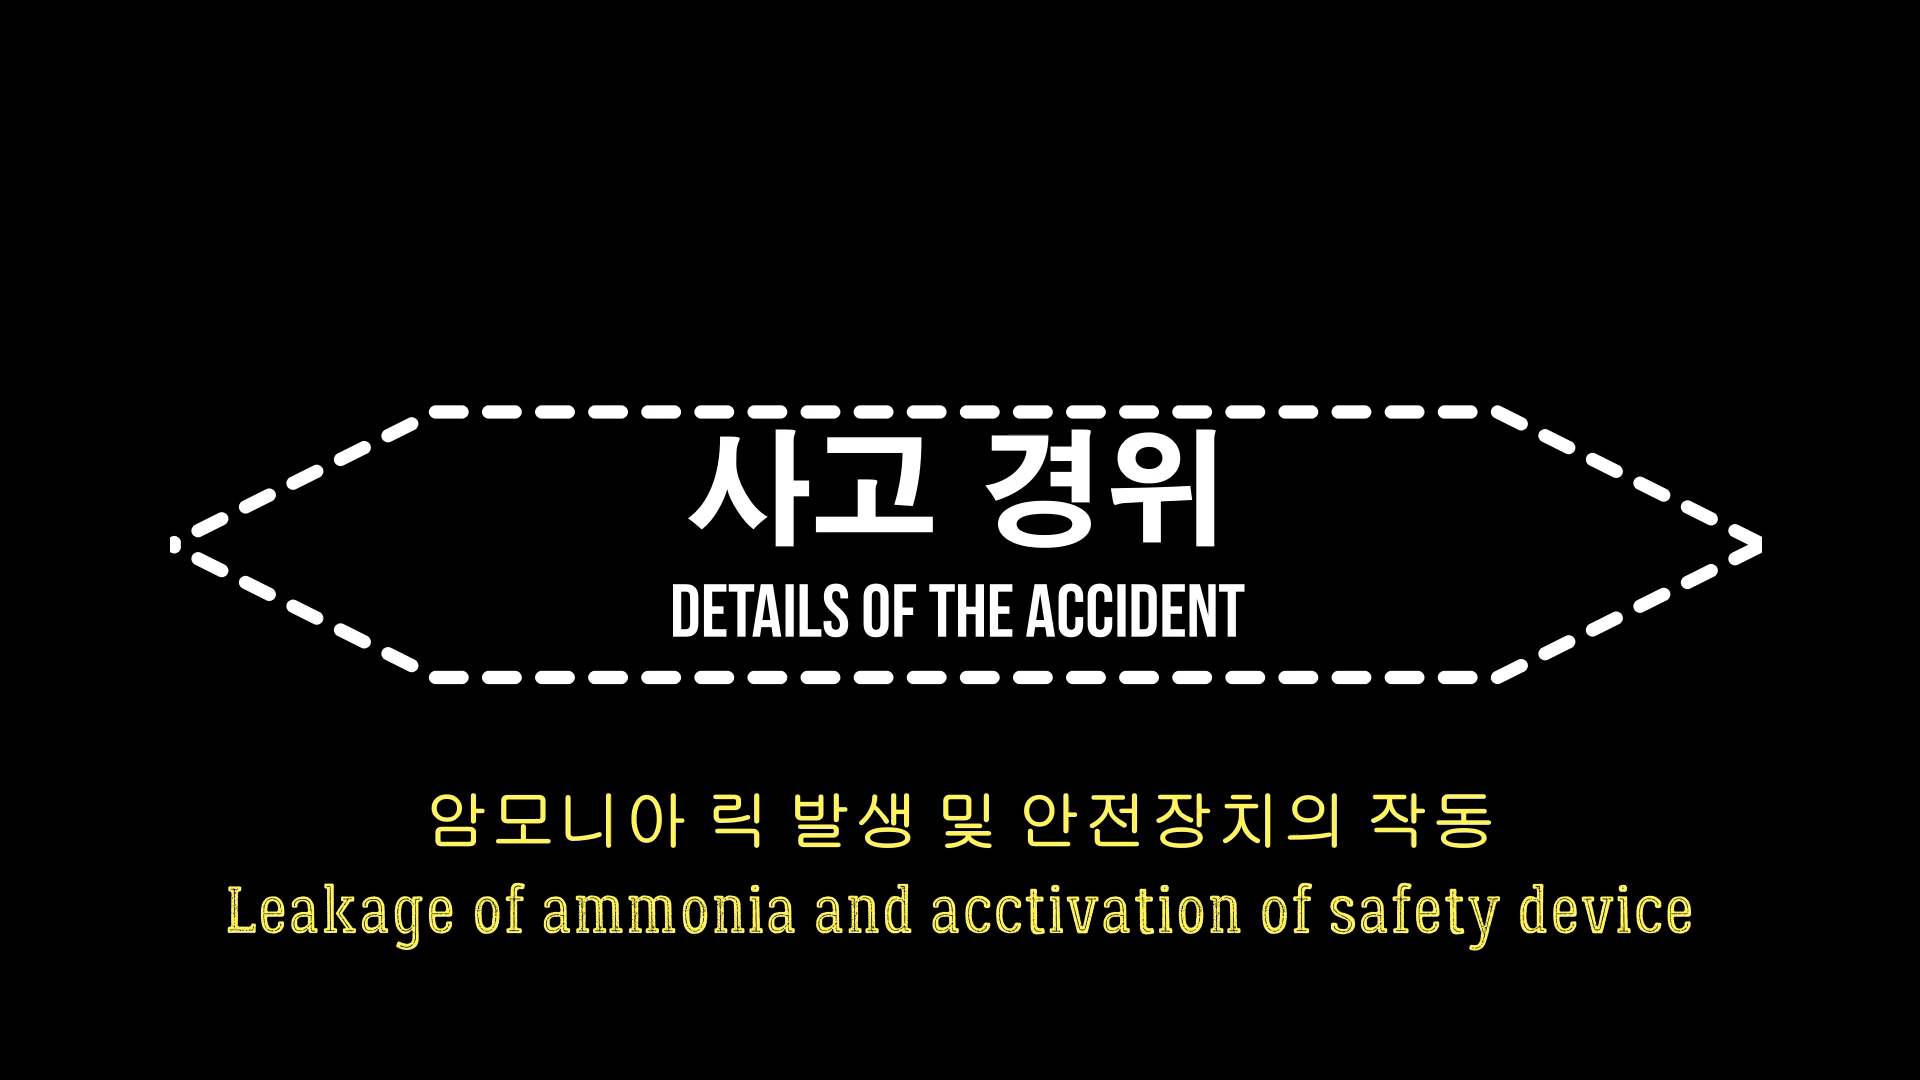 사고 경위
DETAILS OF THE ACCIDENT
암모니아 릭 발생 및 안전장치의 작동
Leakage of ammonia and acctivation of safety device